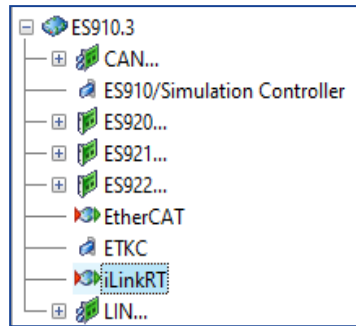 ES910.3
CAN...
ES910/Simulation Controller
ES920...
ES921...
ES922...
EtherCAT
ETKC
iLinkRT
LIN...